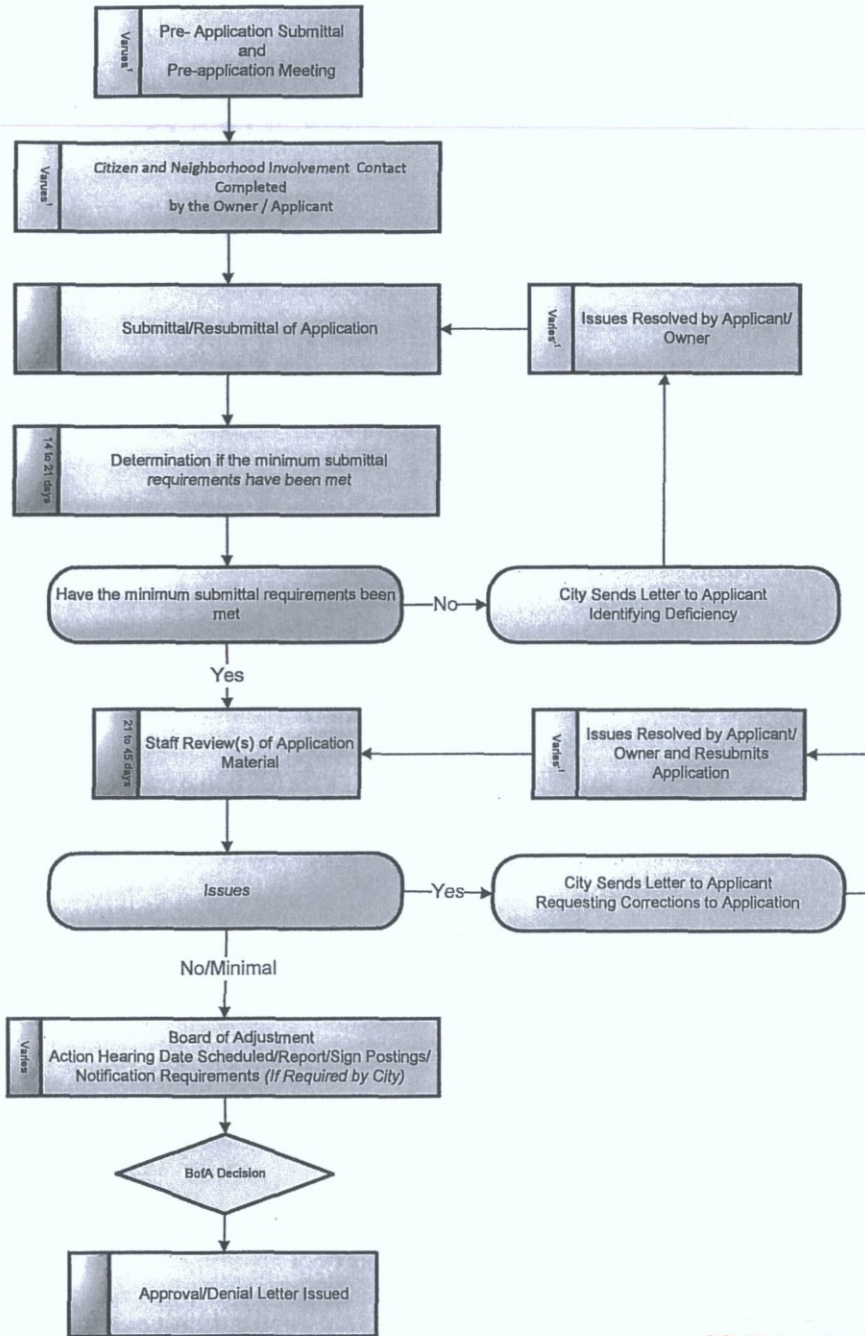 Pre- Application Submittal
and
Pre-application Meeting
Varues¹
Citizen and Neighborhood Involvement Contact
Completed
by the Owner / Applicant
Varues¹
Submittal/Resubmittal of Application
Issues Resolved by Applicant/
Owner
Varies¹
Determination if the minimum submittal
requirements have been met
14 to 21 days
Have the minimum submittal requirements been
met
No
City Sends Letter to Applicant
Identifying Deficiency
Yes
Staff Review(s) of Application
Material
21 to 45 days
Issues Resolved by Applicant/
Owner and Resubmits
Application
Varies¹
Issues
Yes
City Sends Letter to Applicant
Requesting Corrections to Application
No/Minimal
Board of Adjustment
Action Hearing Date Scheduled/Report/Sign Postings/
Notification Requirements (If Required by City)
Varies
BofA Decision
Approval/Denial Letter Issued